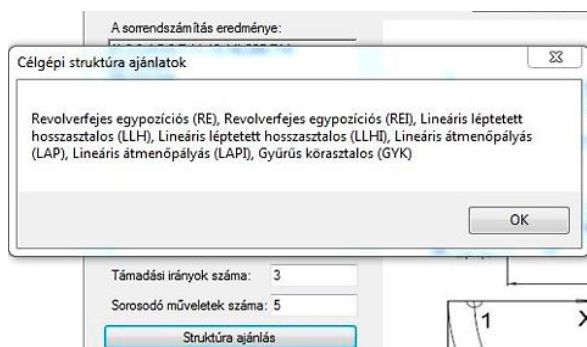 A sorrendszámítás eredménye:
Célgépi struktúra ajánlatok
Revolverfejes egypozíciós (RE), Revolverfejes egypozíciós (REI), Lineáris léptetett
hosszasztalos (LLH), Lineáris léptetett hosszasztalos (LLHI), Lineáris átmenőpályás
(LAP), Lineáris átmenőpályás (LAPI), Gyűrűs körasztalos (GYK)
OK
Támadási irányok száma: 3
Sorosodó műveletek száma: 5
Struktúra ajánlás
1
X